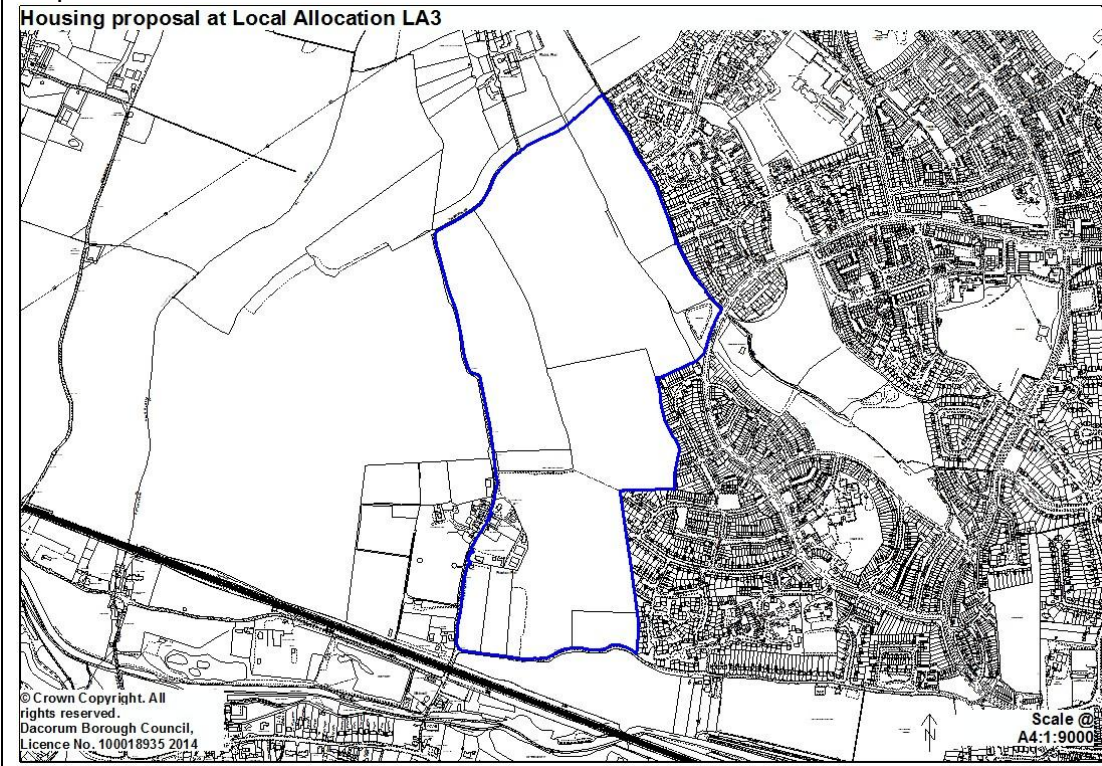 Housing proposal at Local Allocation LA3
© Crown Copyright. All
rights reserved.
Dacorum Borough Council,
Licence No. 100018935 2014
Scale @
A4:1:9000